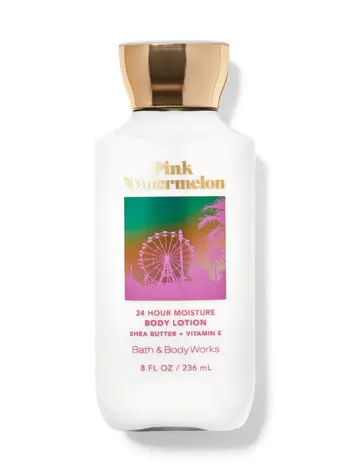 Pink
Watermelon
24 HOUR MOISTURE
BODY LOTION
SHEA BUTTER + VITAMIN E
Bath & Body Works
8 FL OZ / 236 mL